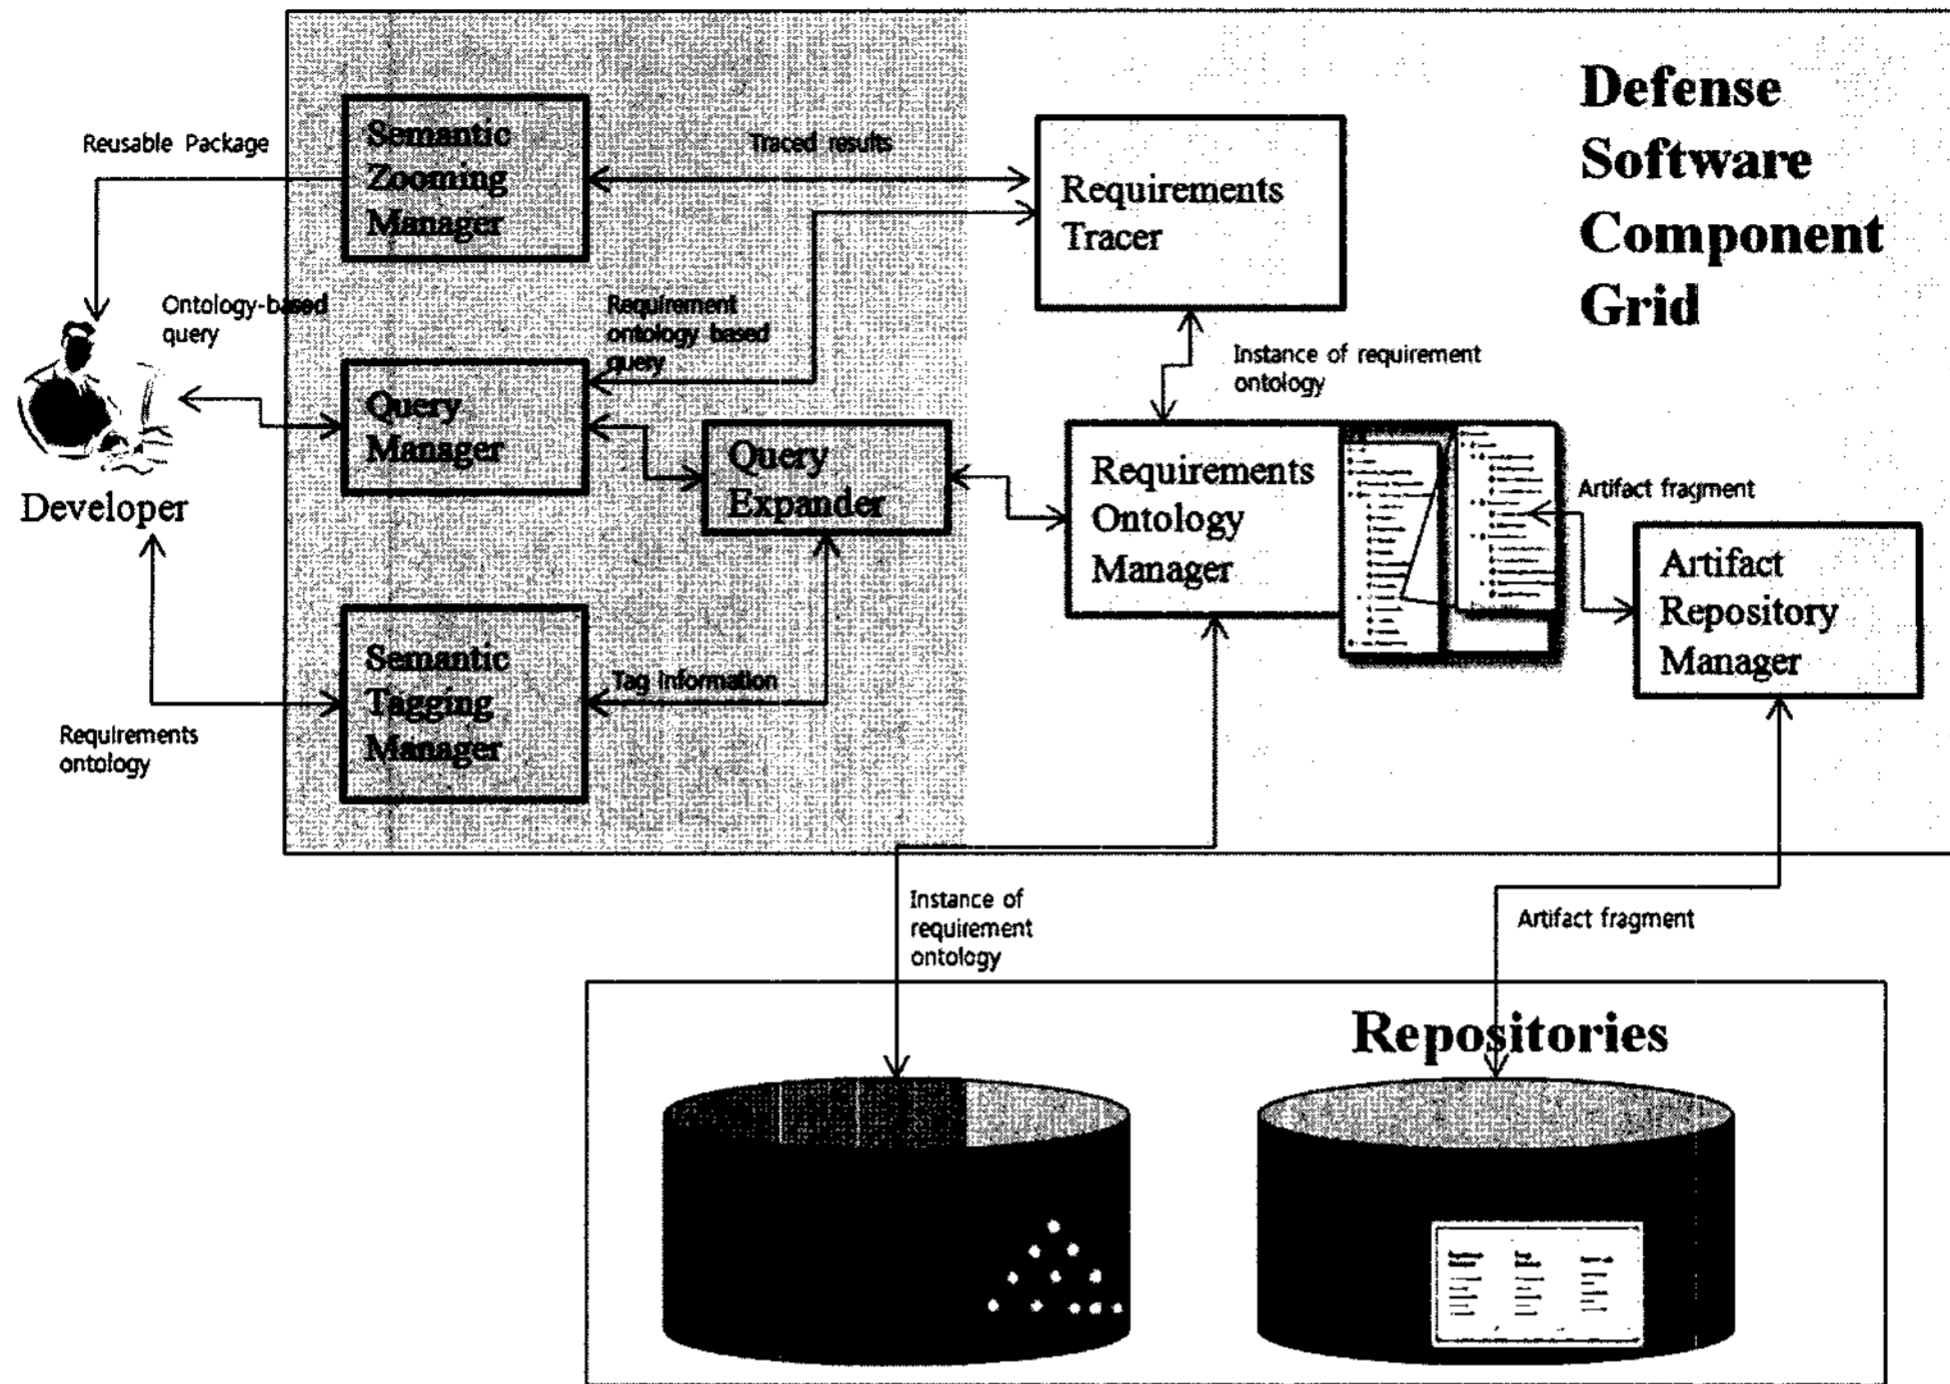 Defense
Software
Component
Grid
Reusable Package
Semantic
Zooming
Manager
Traced results
Requirements
Tracer
Ontology-based
query
Requirement
ontology based
query
Instance of requirement
ontology
Query
Manager
Query
Expander
Requirements
Ontology
Manager
Artifact fragment
Artifact
Repository
Manager
Developer
Semantic
Tagging
Manager
Tag information
Requirements
ontology
Instance of
requirement
ontology
Artifact fragment
Repositories